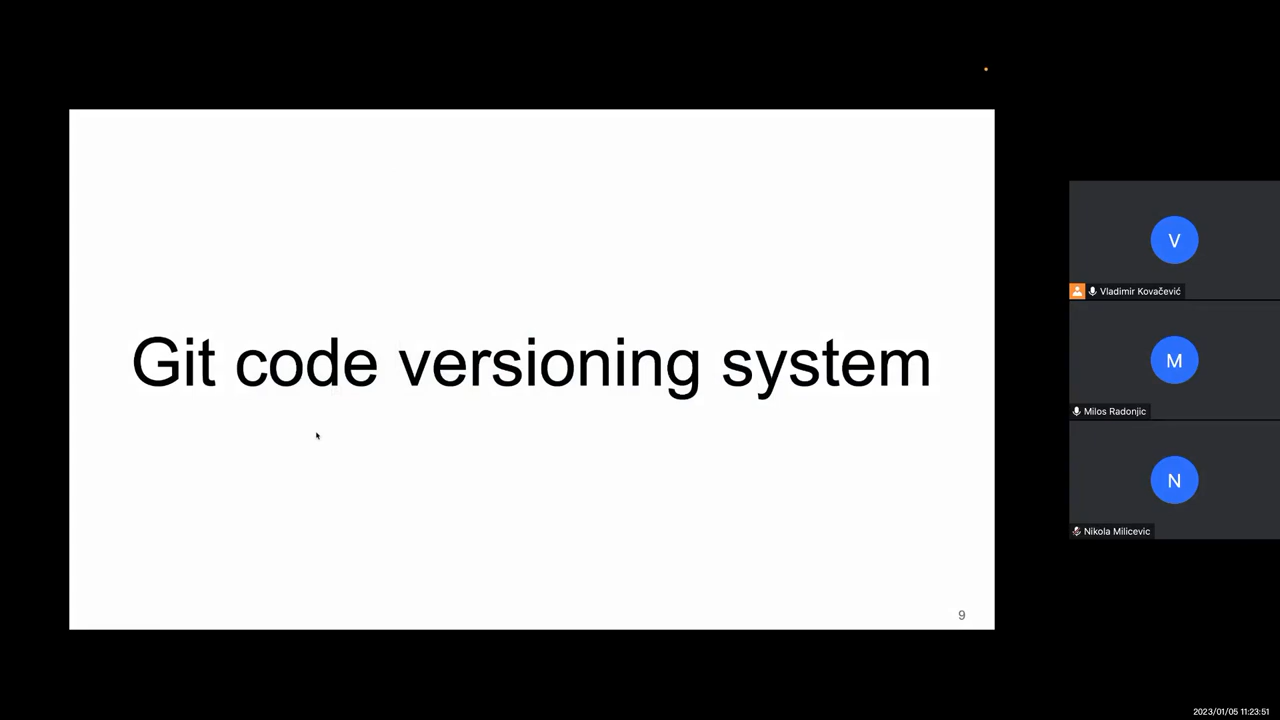 Git code versioning system
9
V
Vladimir Kovačević
M
Milos Radonjic
N
Nikola Milicevic
2023/01/05 11:23:51